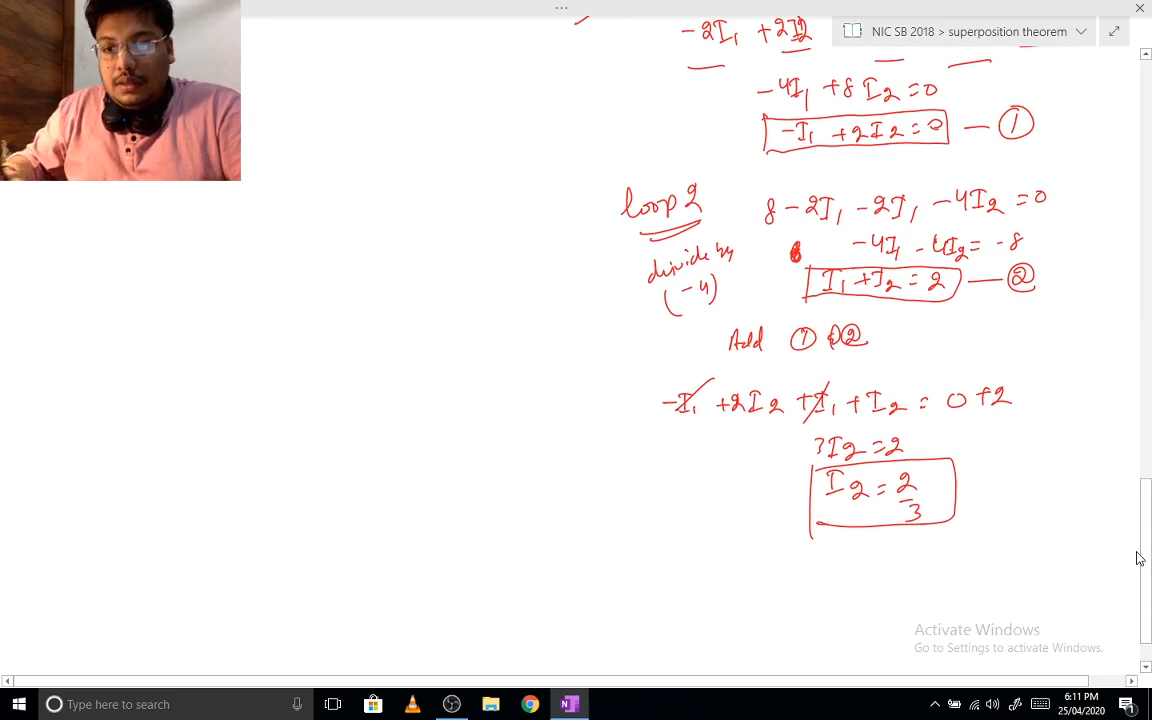 -2I1 +2I2
NIC SB 2018 > superposition theorem
-4I1 +8I2 =0
-I1 +2I2 =0 — ①
loop 2
8 -2I1 -2I1 -4I2 =0
divide by
(-4)
-4I1 -4I2 = -8
I1 +I2 = 2 — ②
Add ① & ②
-I1 +2I2 +I1 +I2 = 0+2
3I2 =2
I2 = 2/3
Activate Windows
Go to Settings to activate Windows.
Type here to search
6:11 PM
25/04/2020
1